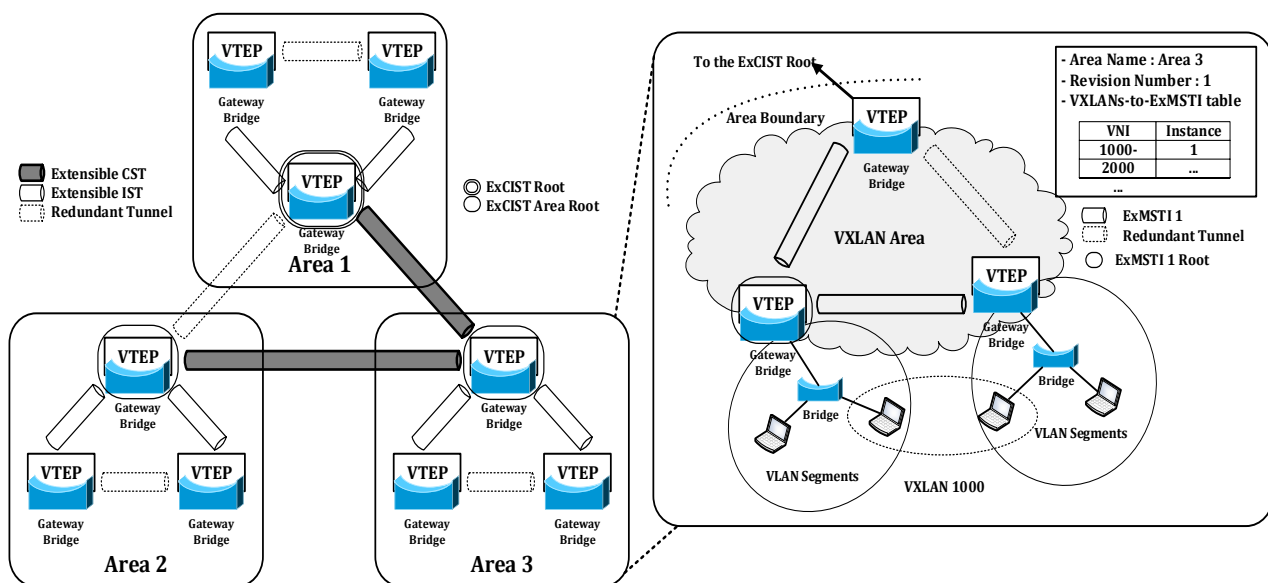 VTEP
VTEP
Gateway
Bridge
Gateway
Bridge
VTEP
Gateway
Bridge
Area 1
Extensible CST
Extensible IST
Redundant Tunnel
ExCIST Root
ExCIST Area Root
VTEP
Gateway
Bridge
VTEP
VTEP
Gateway
Bridge
Gateway
Bridge
Area 2
VTEP
Gateway
Bridge
VTEP
VTEP
Gateway
Bridge
Gateway
Bridge
Area 3
To the ExCIST Root
Area Boundary
VTEP
Gateway
Bridge
- Area Name : Area 3
- Revision Number : 1
- VXLANs-to-ExMSTI table
VNI Instance
1000- 1
2000 ...
...
ExMSTI 1
Redundant Tunnel
ExMSTI 1 Root
VXLAN Area
VTEP
Gateway
Bridge
VTEP
Gateway
Bridge
Bridge
Bridge
VLAN Segments
VLAN Segments
VXLAN 1000